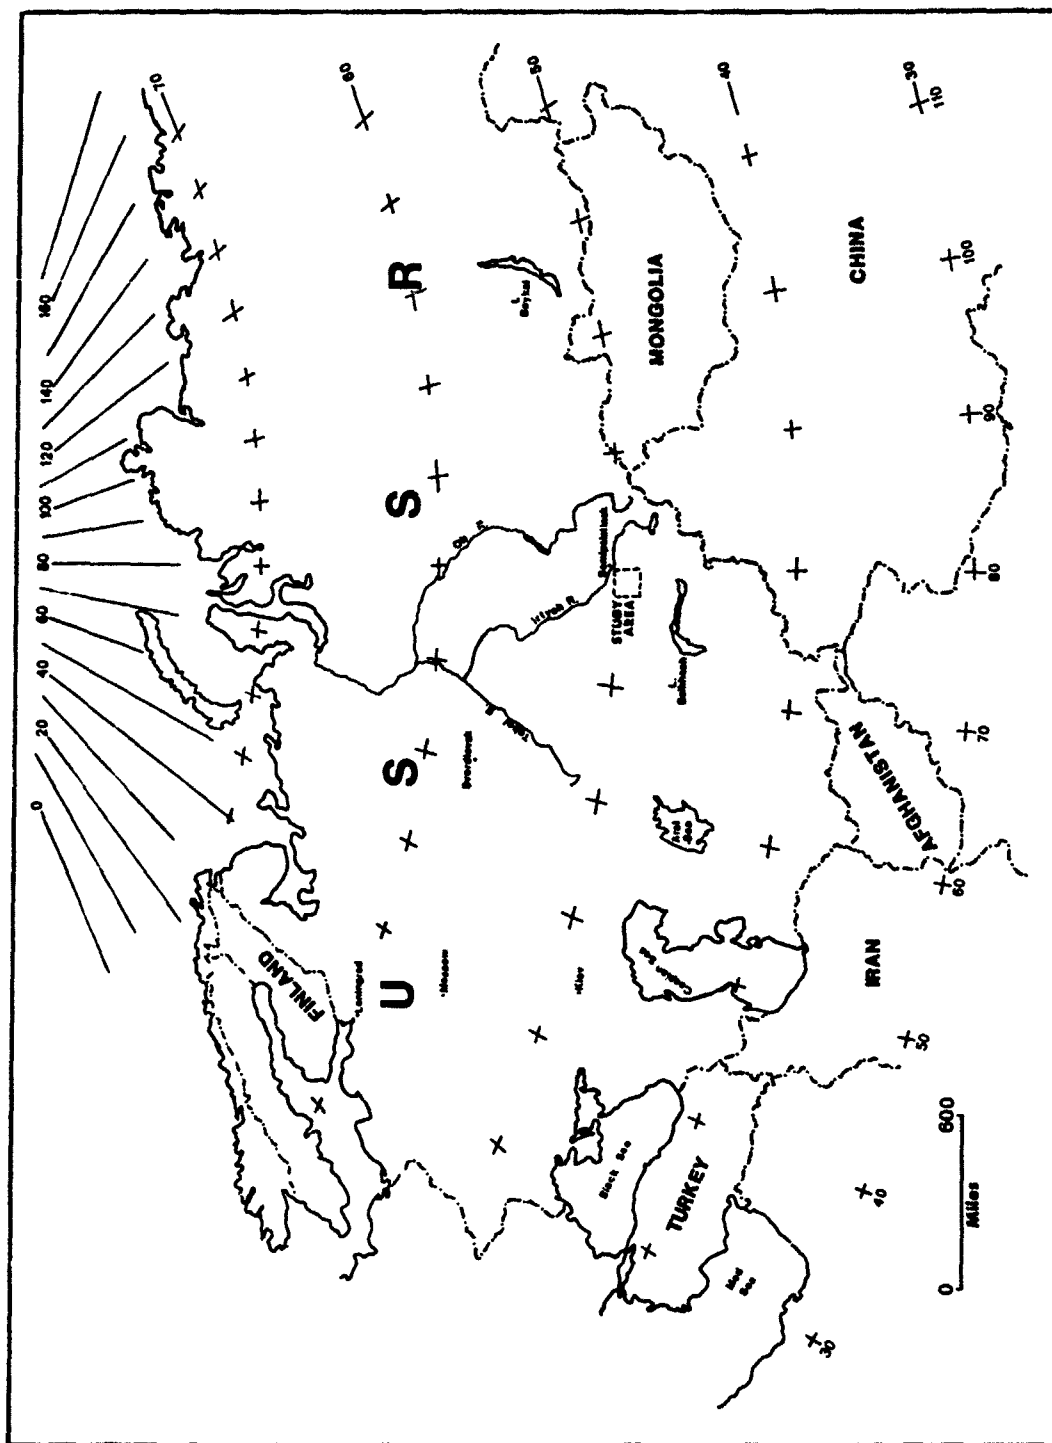 0
20
40
60
80
100
120
140
160
70
60
50
40
30
110
100
90
80
70
60
50
40
30
U S S R
FINLAND
Leningrad
Moscow
Kiev
Sverdlovsk
Tobol R.
Irtysh R.
Ob R.
Semipalatinsk
STUDY
AREA
L.
Balkhash
L.
Baykal
Aral
Sea
Caspian Sea
Black Sea
Med
Sea
TURKEY
IRAN
AFGHANISTAN
CHINA
MONGOLIA
0 600
Miles